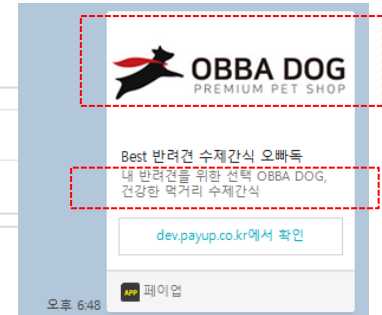 OBBA DOG
PREMIUM PET SHOP
Best 반려견 수제간식 오빠독
내 반려견을 위한 선택 OBBA DOG,
건강한 먹거리 수제간식
dev.payup.co.kr에서 확인
APP 페이업
오후 6:48